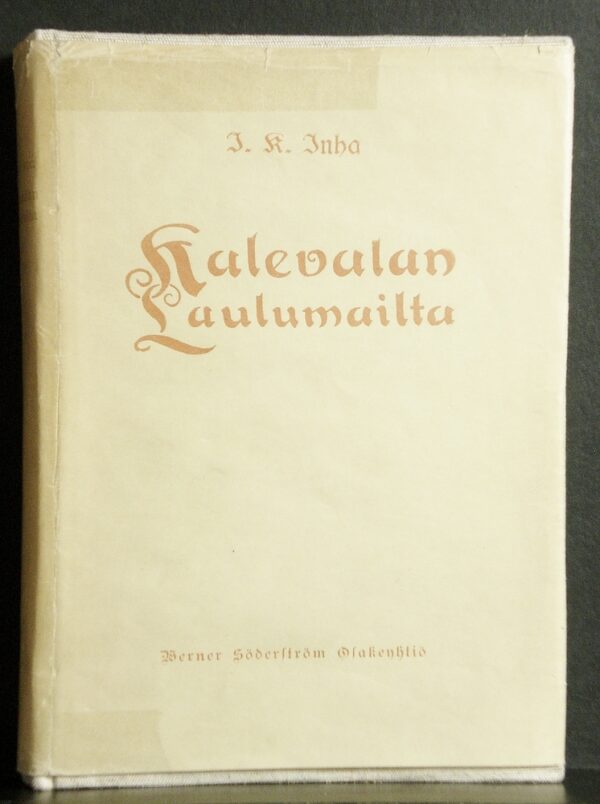 I. K. Inha
Kalevalan
Laulumailta
Werner Söderström Osakeyhtiö